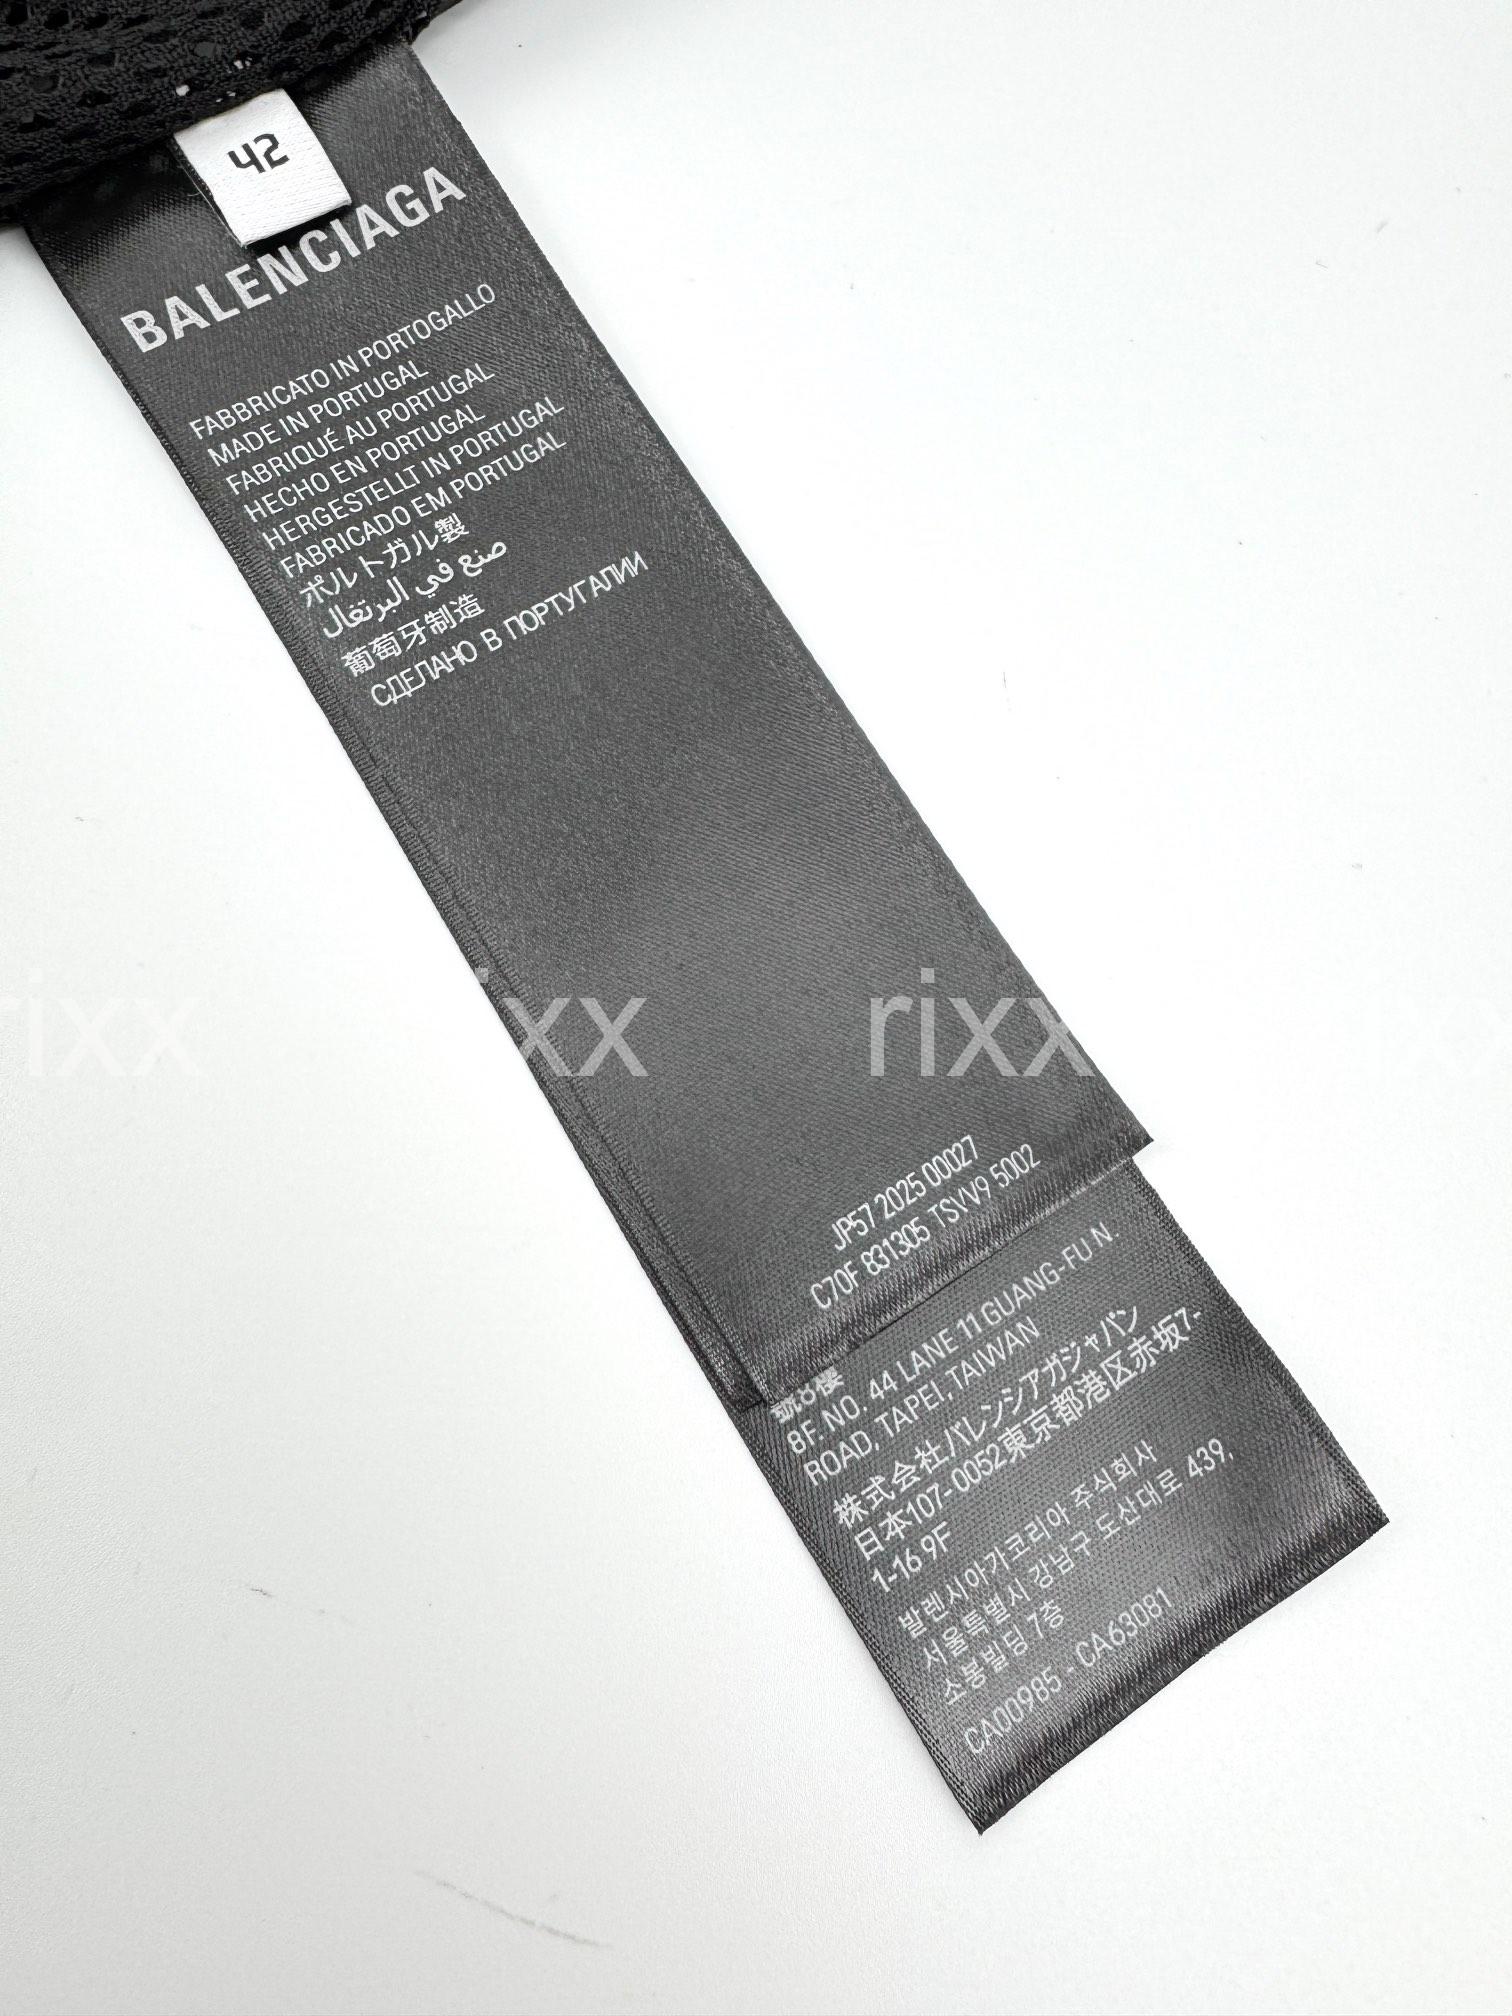 42
BALENCIAGA
FABBRICATO IN PORTOGALLO
MADE IN PORTUGAL
FABRIQUÉ AU PORTUGAL
HECHO EN PORTUGAL
HERGESTELLT IN PORTUGAL
FABRICADO EM PORTUGAL
ポルトガル製
صنع في البرتغال
葡萄牙制造
СДЕЛАНО В ПОРТУГАЛИИ
rixx
ixx
rixx
JP57 2025 00027
C70F 831305 TSVV9 5002
號8樓
8F. NO. 44 LANE 11 GUANG-FU N.
ROAD, TAPEI, TAIWAN
株式会社バレンシアガジャパン
日本107-0052東京都港区赤坂7-
1-16 9F
발렌시아가코리아 주식회사
서울특별시 강남구 도산대로 439,
소봉빌딩 7층
CA00985 - CA63081